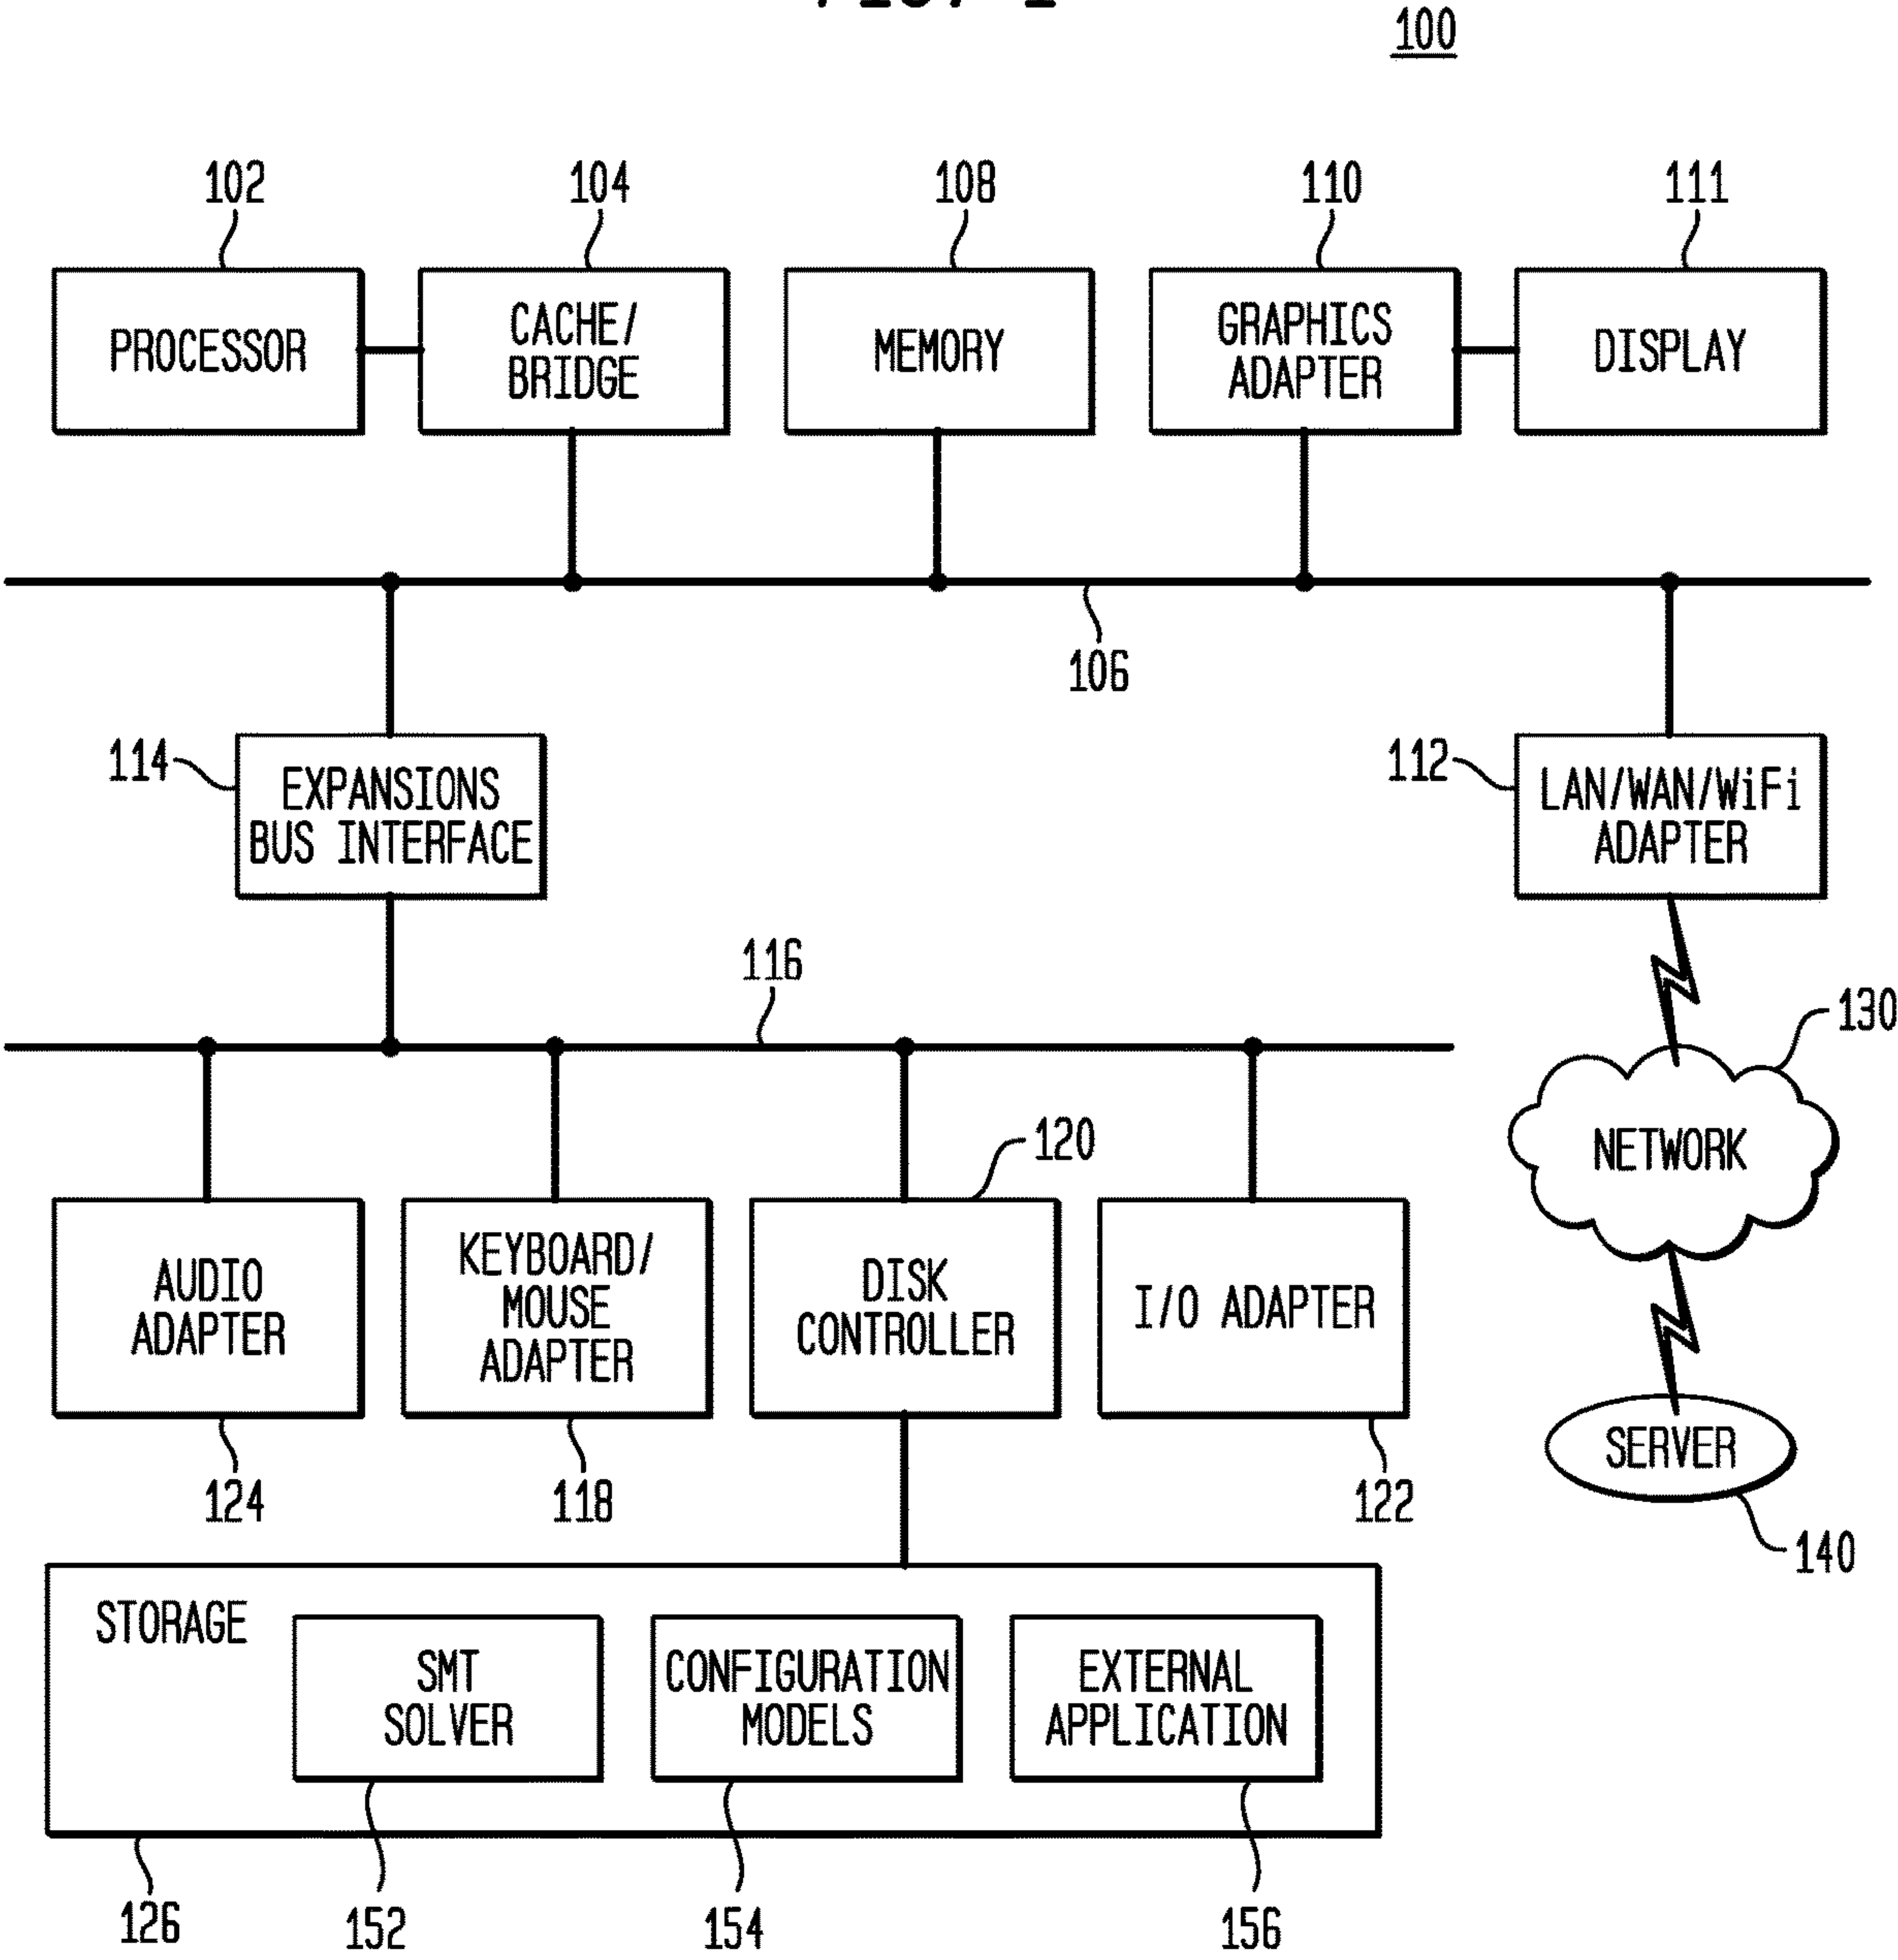 100
102
104
108
110
111
PROCESSOR
CACHE/
BRIDGE
MEMORY
GRAPHICS
ADAPTER
DISPLAY
106
114
EXPANSIONS
BUS INTERFACE
112
LAN/WAN/WiFi
ADAPTER
116
130
NETWORK
120
AUDIO
ADAPTER
KEYBOARD/
MOUSE
ADAPTER
DISK
CONTROLLER
I/O ADAPTER
SERVER
124
118
122
140
STORAGE
SMT
SOLVER
CONFIGURATION
MODELS
EXTERNAL
APPLICATION
126
152
154
156